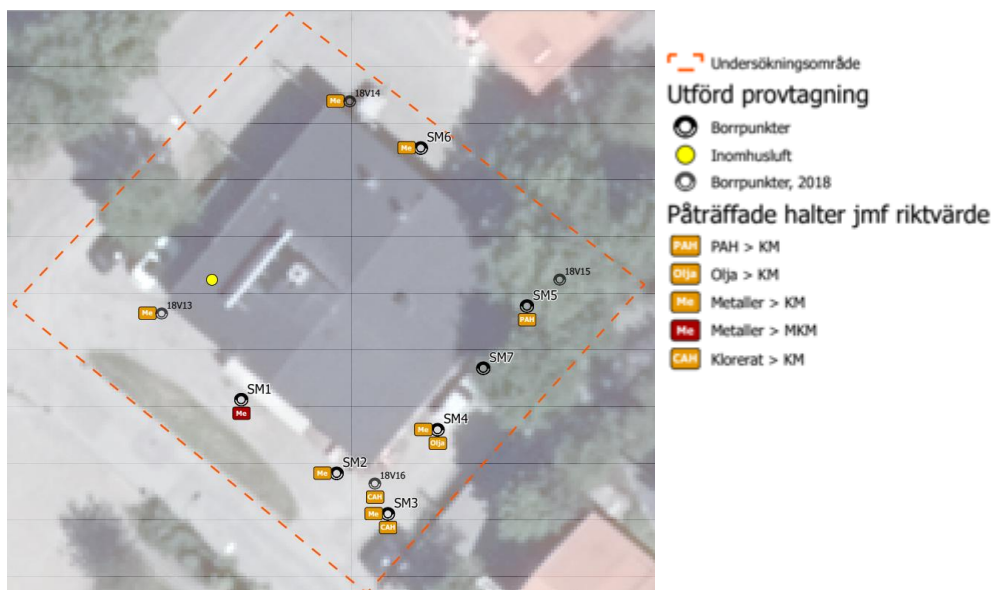 Me 18V14
Me SM6
18V15
SM5
PAH
Me 18V13
SM7
SM1
Me
Me SM4
Olja
Me SM2
18V16
CAH
Me SM3
CAH
Undersökningsområde
Utförd provtagning
Borrpunkter
Inomhusluft
Borrpunkter, 2018
Påträffade halter jmf riktvärde
PAH PAH > KM
Olja Olja > KM
Me Metaller > KM
Me Metaller > MKM
CAH Klorerat > KM